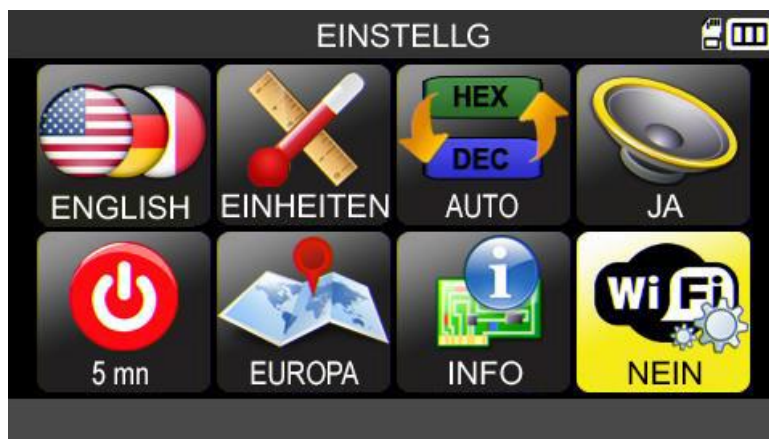 EINSTELLG
HEX
DEC
ENGLISH EINHEITEN AUTO JA
i
Wi Fi
5 mn EUROPA INFO NEIN